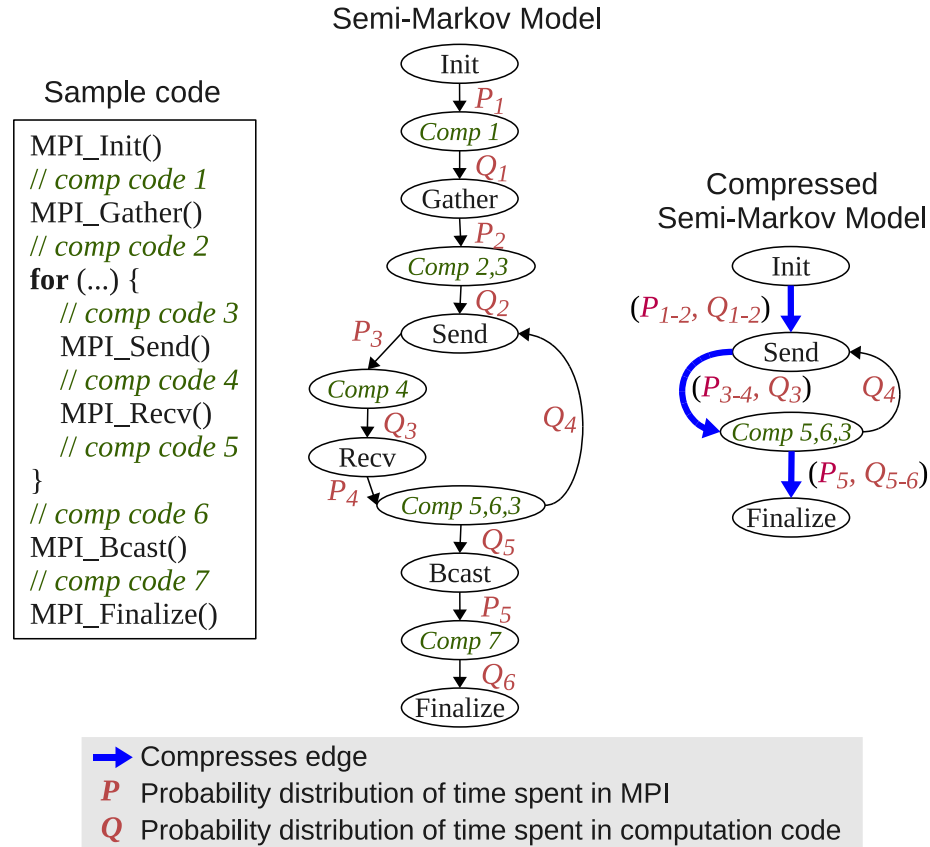 Semi-Markov Model
Sample code
MPI_Init()
// comp code 1
MPI_Gather()
// comp code 2
for (...) {
// comp code 3
MPI_Send()
// comp code 4
MPI_Recv()
// comp code 5
}
// comp code 6
MPI_Bcast()
// comp code 7
MPI_Finalize()
Init
P1
Comp 1
Q1
Gather
P2
Comp 2,3
Q2
Send
P3
Comp 4
Q3
Recv
P4
Q4
Comp 5,6,3
Q5
Bcast
P5
Comp 7
Q6
Finalize
Compressed
Semi-Markov Model
Init
(P1-2, Q1-2)
Send
(P3-4, Q3)
Q4
Comp 5,6,3
(P5, Q5-6)
Finalize
Compresses edge
P Probability distribution of time spent in MPI
Q Probability distribution of time spent in computation code